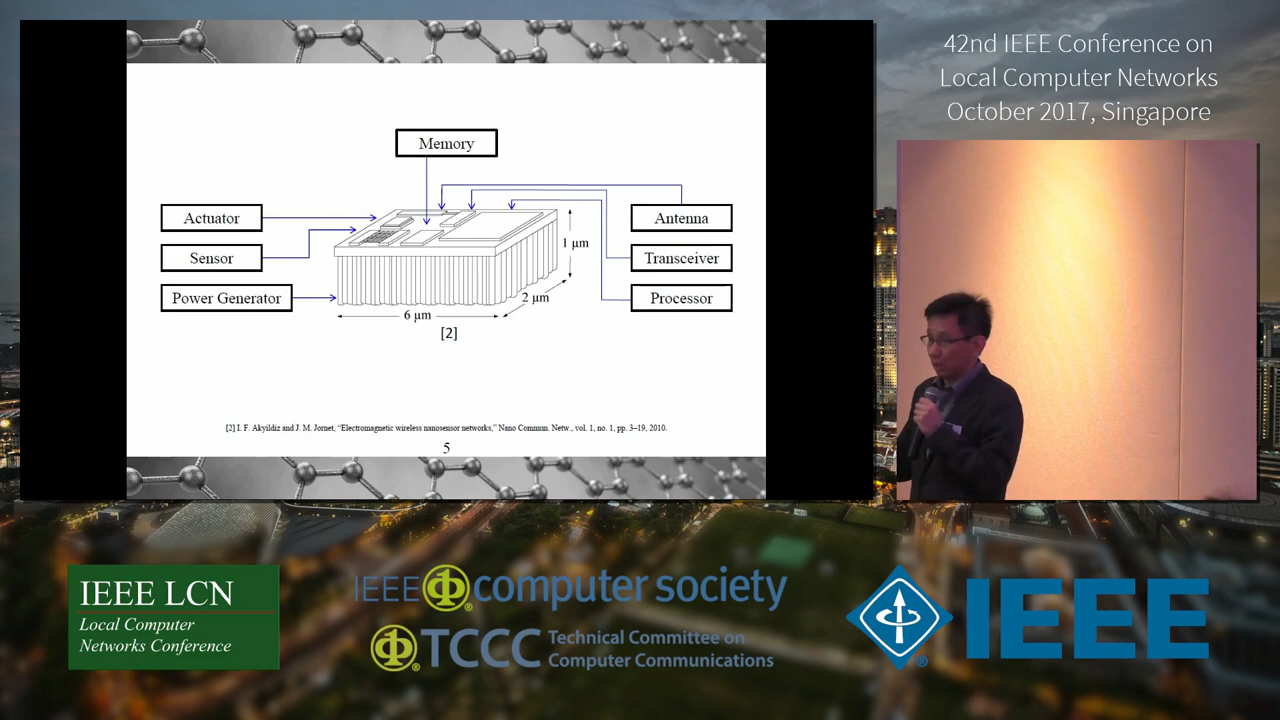 42nd IEEE Conference on
Local Computer Networks
October 2017, Singapore
Memory
Actuator
Sensor
Power Generator
Antenna
Transceiver
Processor
1 μm
2 μm
6 μm
[2]
[2] I. F. Akyildiz and J. M. Jornet, “Electromagnetic wireless nanosensor networks,” Nano Commun. Netw., vol. 1, no. 1, pp. 3–19, 2010.
5
IEEE LCN
Local Computer
Networks Conference
IEEE computer society
TCCC Technical Committee on
Computer Communications
IEEE